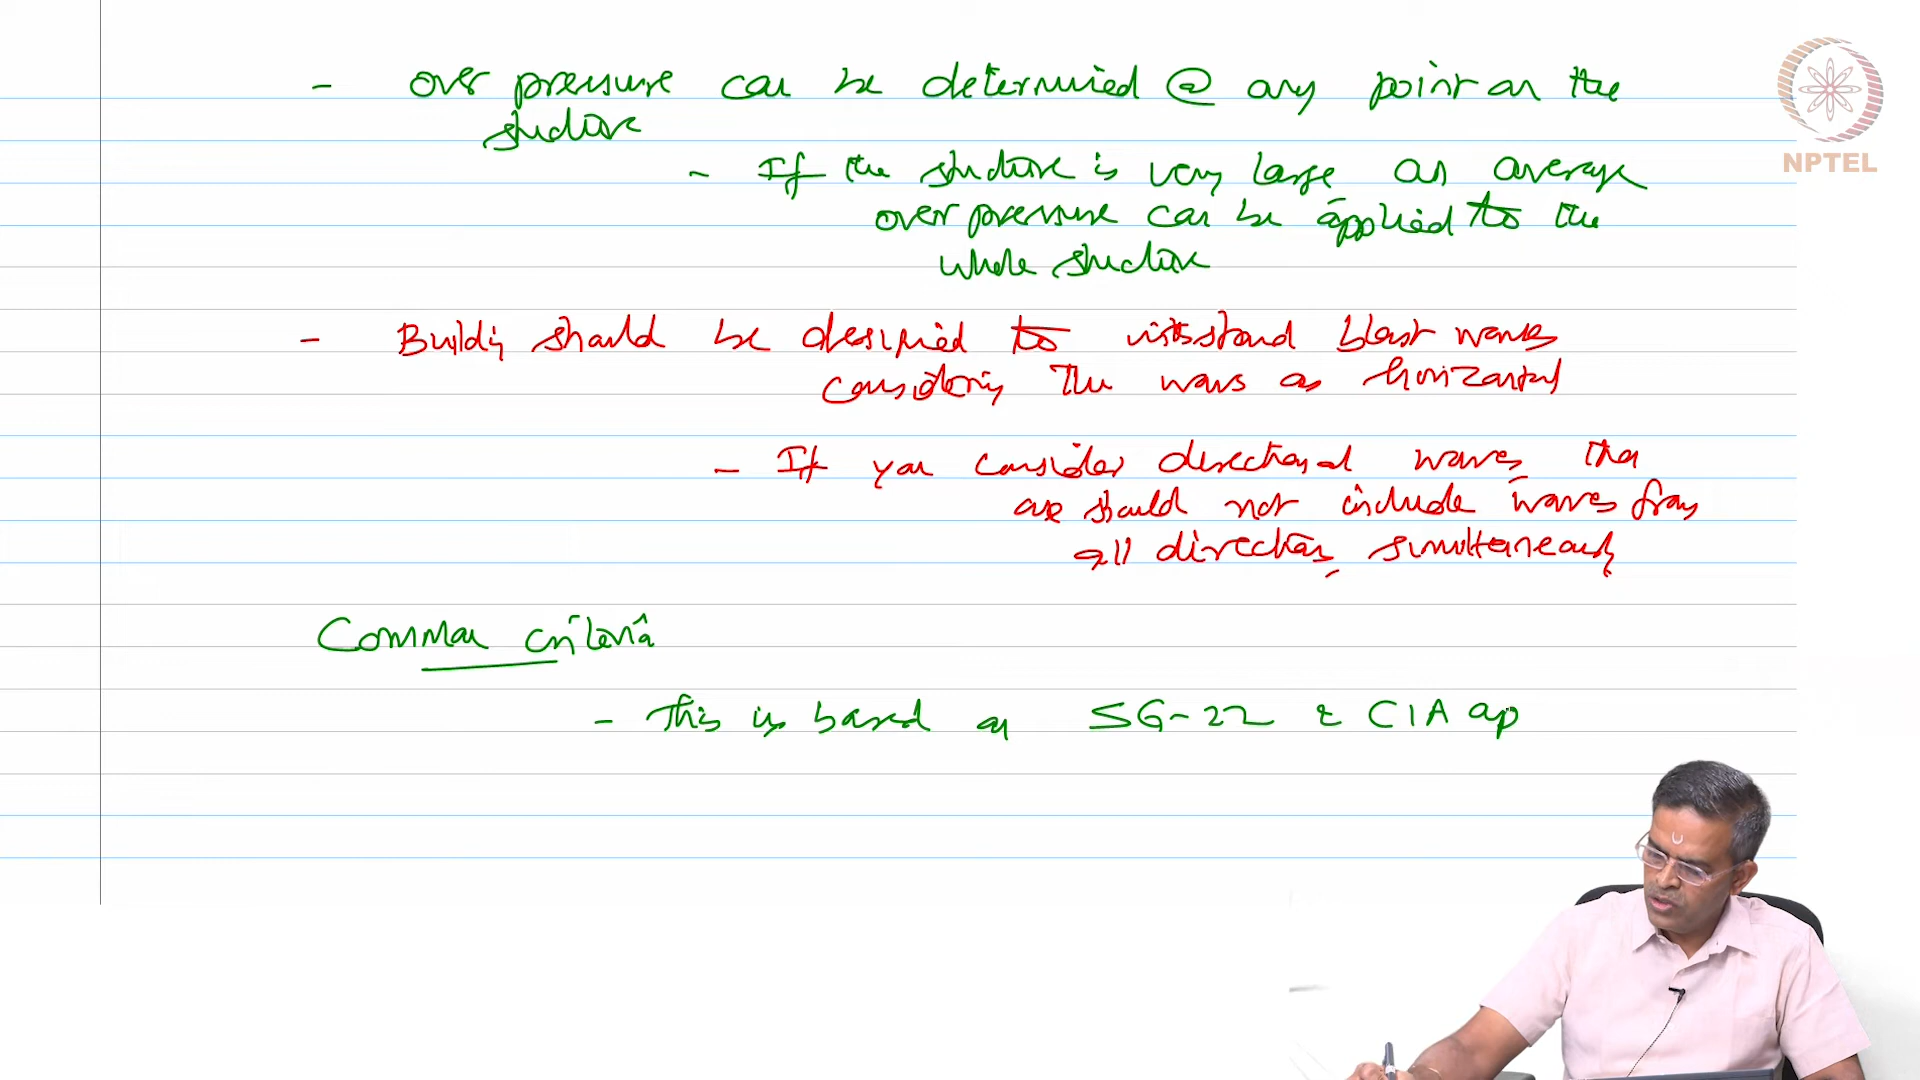 - over pressure can be determined @ any point on the
structure
- If the structure is very large an average
over pressure can be applied to the
whole structure
- Building should be designed to withstand blast waves
considering the waves as horizontal
- If you consider directional waves, then
one should not include waves from
all directions simultaneously
Common criteria
- This is based on SG-22 & CIA ap
NPTEL